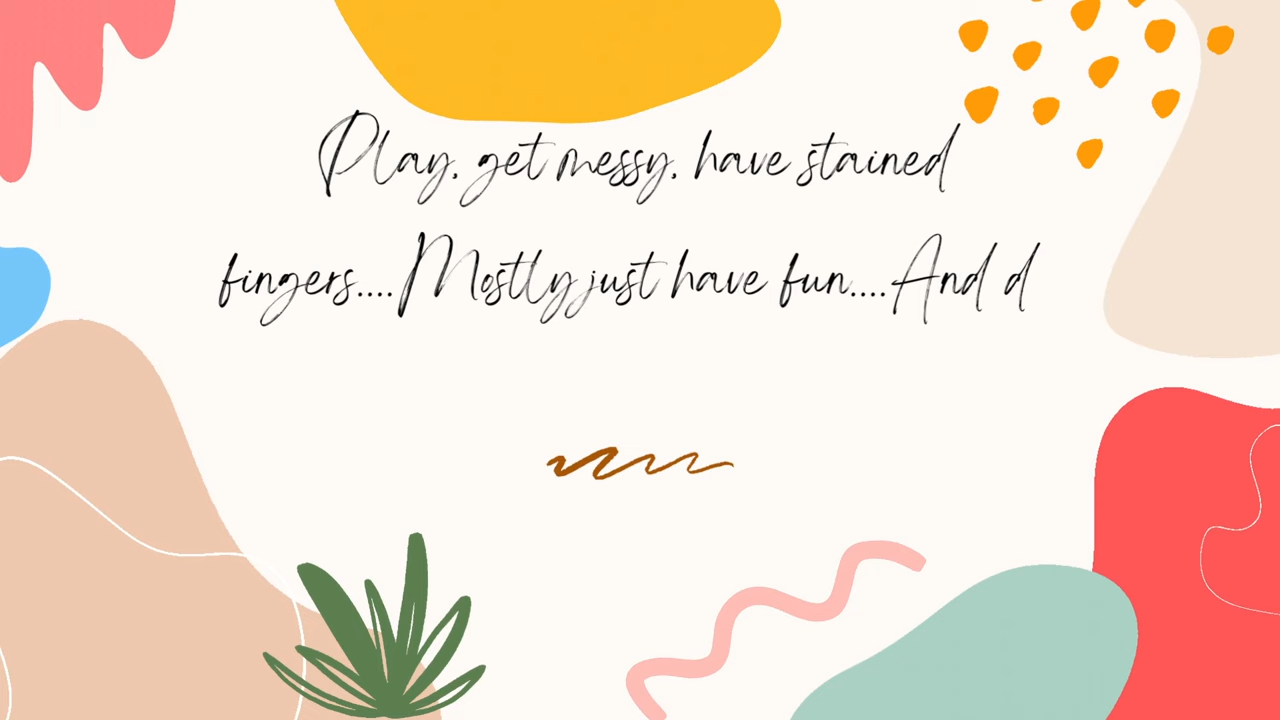 Play, get messy, have stained
fingers....Mostly just have fun....And d